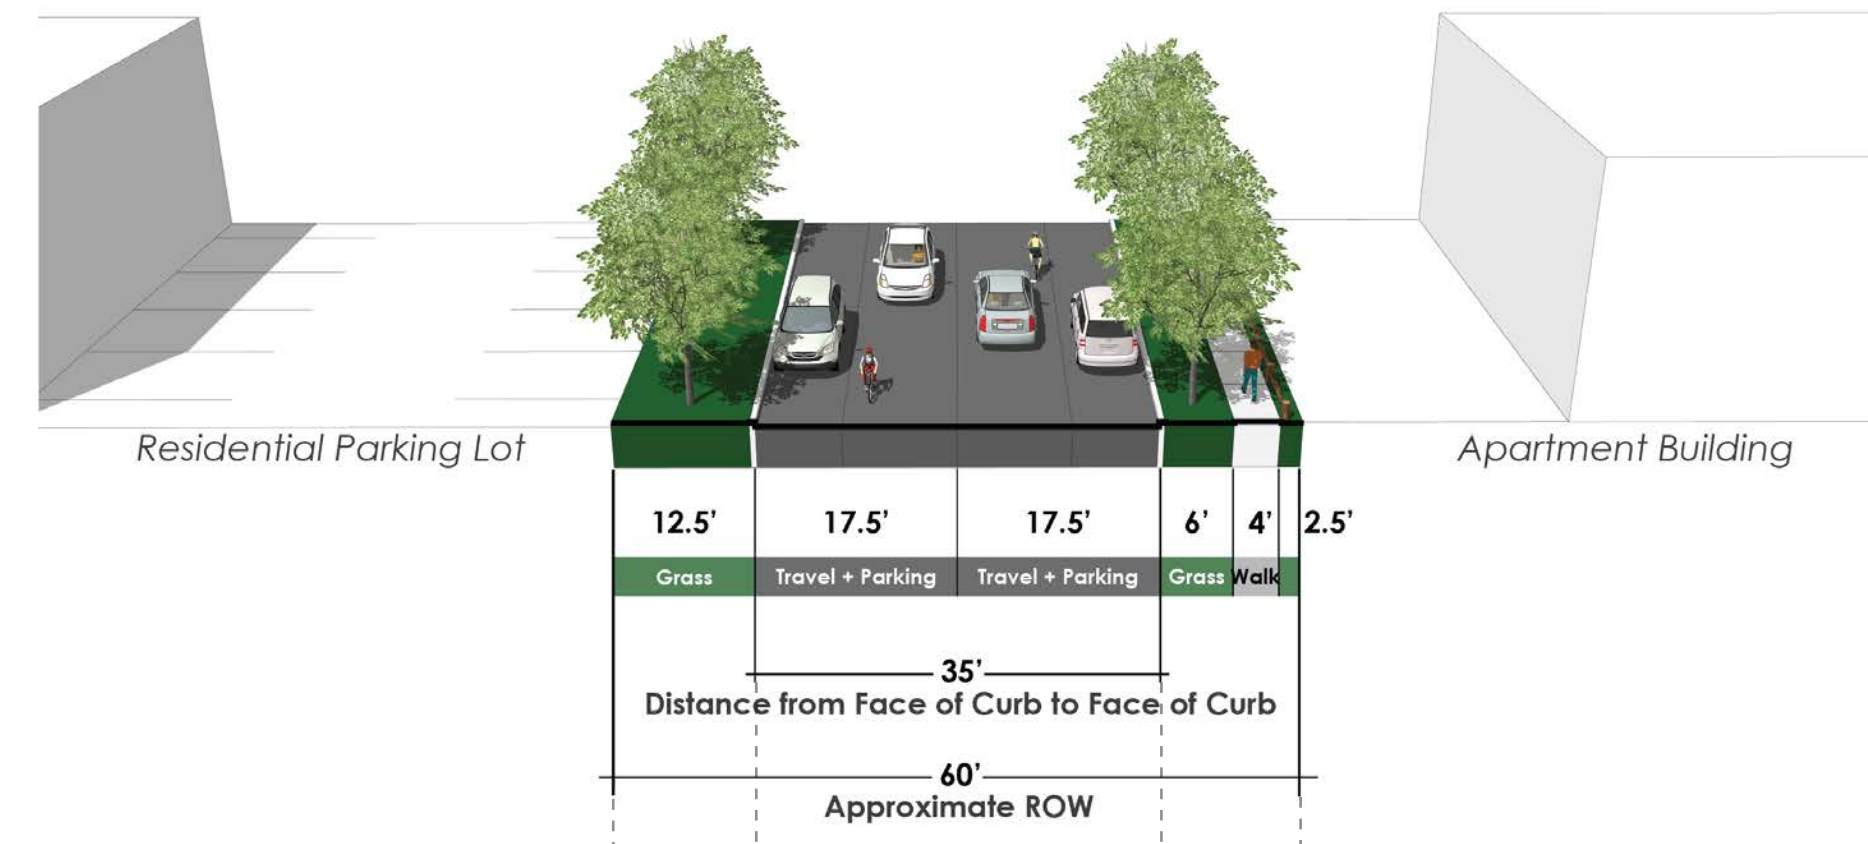 Residential Parking Lot
Apartment Building
12.5’ 17.5’ 17.5’ 6’ 4’ 2.5’
Grass Travel + Parking Travel + Parking Grass Walk
35’
Distance from Face of Curb to Face of Curb
60’
Approximate ROW